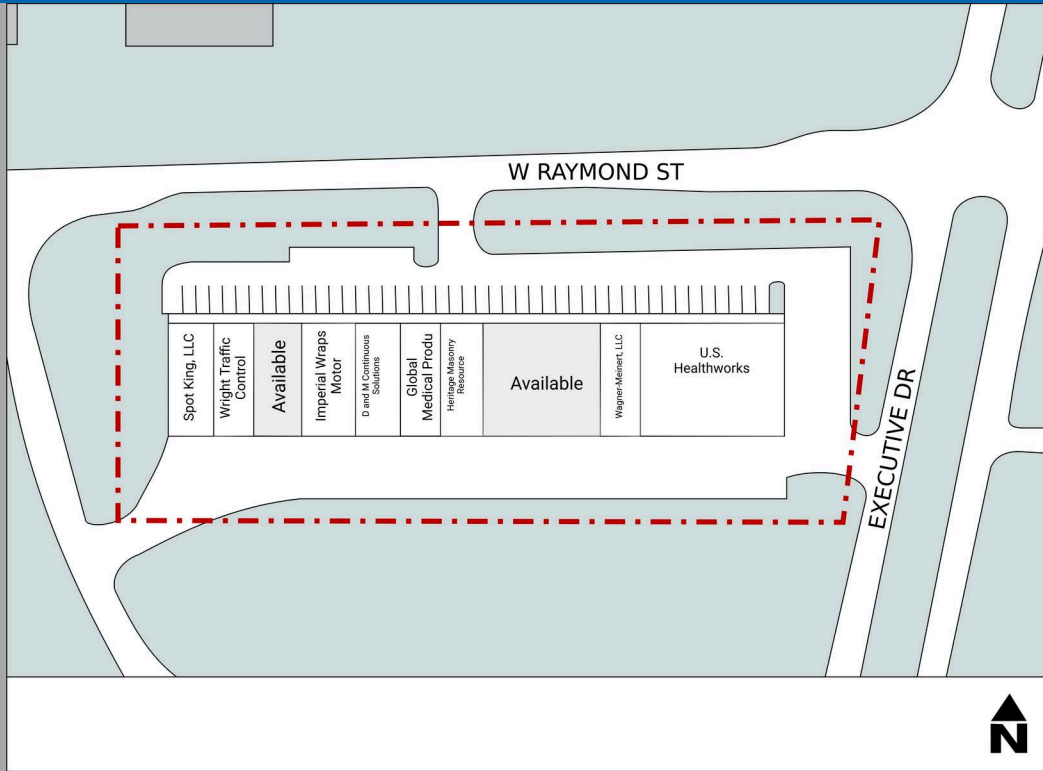 W RAYMOND ST
Spot King, LLC
Wright Traffic
Control
Available
Imperial Wraps
Motor
D and M Continuous
Solutions
Global
Medical Produ
Heritage Masonry
Resource
Available
Wagner-Meinert, LLC
U.S.
Healthworks
EXECUTIVE DR
N